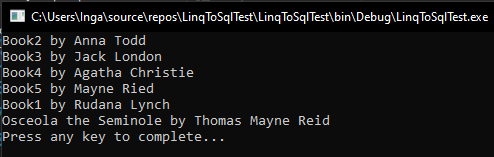 C:\Users\Inga\source\repos\LinqToSqlTest\LinqToSqlTest\bin\Debug\LinqToSqlTest.exe
Book2 by Anna Todd
Book3 by Jack London
Book4 by Agatha Christie
Book5 by Mayne Ried
Book1 by Rudana Lynch
Osceola the Seminole by Thomas Mayne Reid
Press any key to complete...